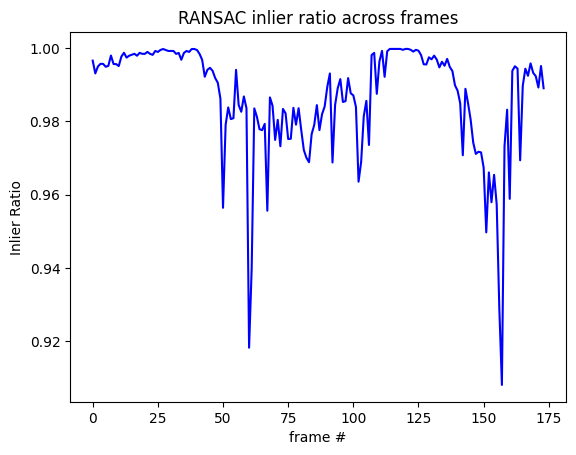 RANSAC inlier ratio across frames
1.00
0.98
0.96
0.94
0.92
Inlier Ratio
0 25 50 75 100 125 150 175
frame #